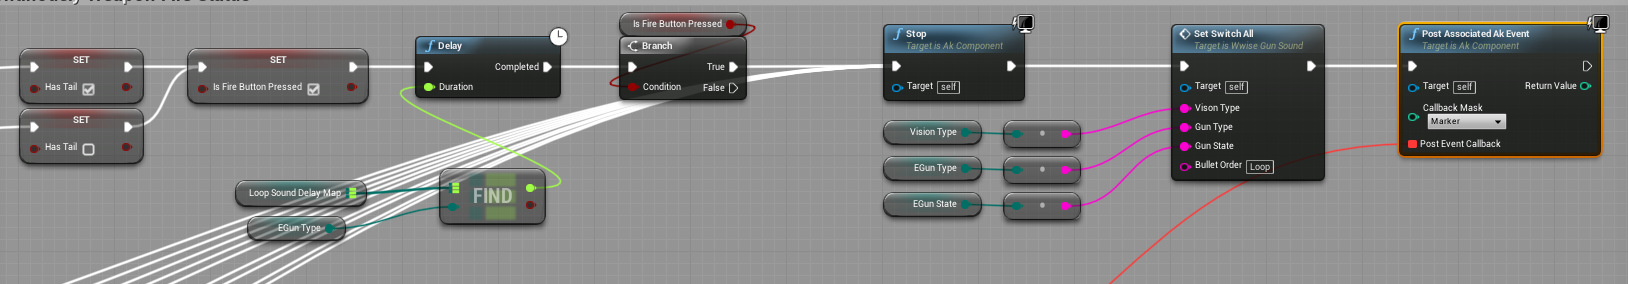 SET
Has Tail
SET
Has Tail
SET
Is Fire Button Pressed
f Delay
Completed
Duration
Loop Sound Delay Map
EGun Type
FIND
Is Fire Button Pressed
Branch
True
Condition
False
f Stop
Target is Ak Component
Target self
Vision Type
EGun Type
EGun State
Set Switch All
Target is Wwise Gun Sound
Target self
Vison Type
Gun Type
Gun State
Bullet Order Loop
f Post Associated Ak Event
Target is Ak Component
Target self
Return Value
Callback Mask
Marker
Post Event Callback